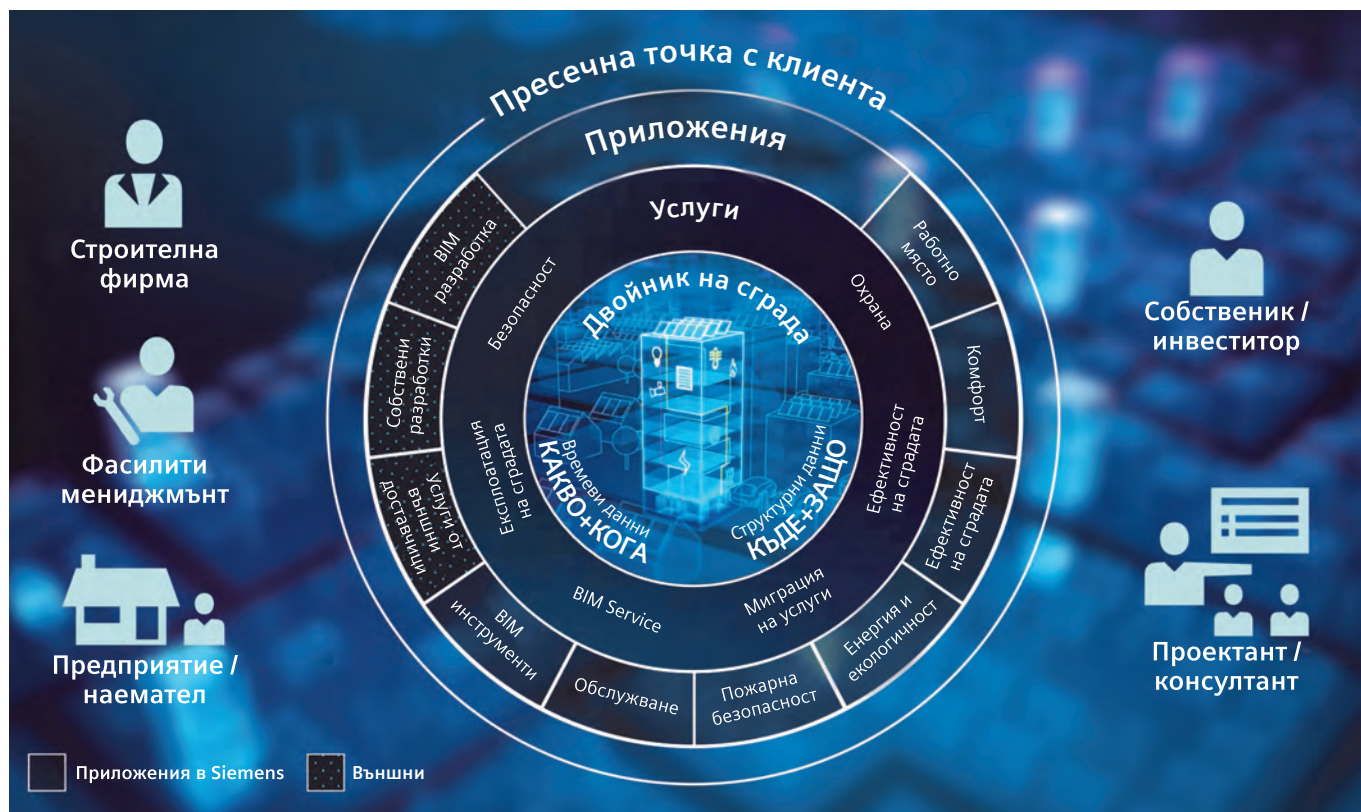 Пресечна точка с клиента
Приложения
Услуги
Двойник на сграда
Времеви данни
КАКВО+КОГА
Структурни данни
КЪДЕ+ЗАЩО
Безопасност
Охрана
Ефективност
на сградата
Миграция
на услуги
BIM Service
Експлоатация
на сградата
BIM
разработка
Работно
място
Комфорт
Ефективност
на сградата
Енергия и
екологичност
Пожарна
безопасност
Обслужване
BIM
инструменти
Услуги от
външни
доставчици
Собствени
разработки
Строителна
фирма
Фасилити
мениджмънт
Предприятие /
наемател
Собственик /
инвеститор
Проектант /
консултант
Приложения в Siemens
Външни